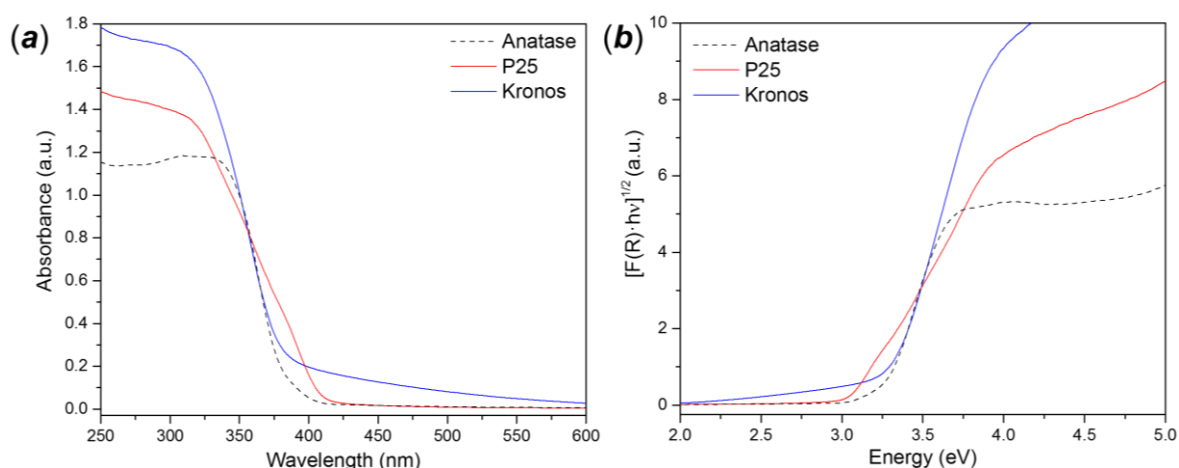 (a)
1.8
1.6
1.4
1.2
1.0
0.8
0.6
0.4
0.2
0.0
Absorbance (a.u.)
Anatase
P25
Kronos
250 300 350 400 450 500 550 600
Wavelength (nm)
(b)
10
8
6
4
2
0
[F(R)·hν]1/2 (a.u.)
Anatase
P25
Kronos
2.0 2.5 3.0 3.5 4.0 4.5 5.0
Energy (eV)